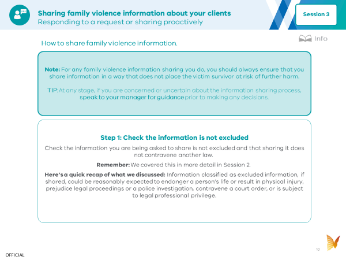 Sharing family violence information about your clients
Responding to a request or sharing proactively
Session 3
Info
How to share family violence information.
Note: For any family violence information sharing you do, you should always ensure that you
share information in a way that does not place the victim survivor at risk of further harm.
TIP: At any stage, if you are concerned or uncertain about the information sharing process,
speak to your manager for guidance prior to making any decisions.
Step 1: Check the information is not excluded
Check the information you are being asked to share is not excluded and that sharing it does
not contravene another law.
Remember: We covered this in more detail in Session 2.
Here's a quick recap of what we discussed: Information classified as excluded information, if
shared, could be reasonably expected to endanger a person's life or result in physical injury,
prejudice legal proceedings or a police investigation, contravene a court order, or is subject
to legal professional privilege.
OFFICIAL